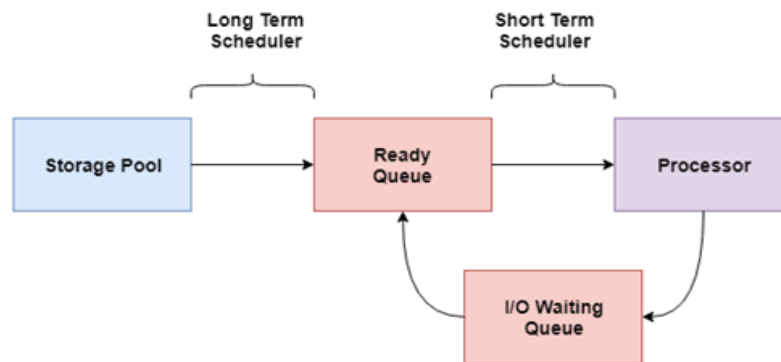 Long Term
Scheduler
Short Term
Scheduler
Storage Pool
Ready
Queue
Processor
I/O Waiting
Queue